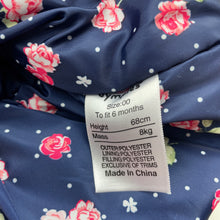 Size:00
To fit 6 months
Height 68cm
Mass 8kg
OUTER:POLYESTER
LINING:POLYESTER
FILLING:POLYESTER
EXCLUSIVE OF TRIMS
Made In China